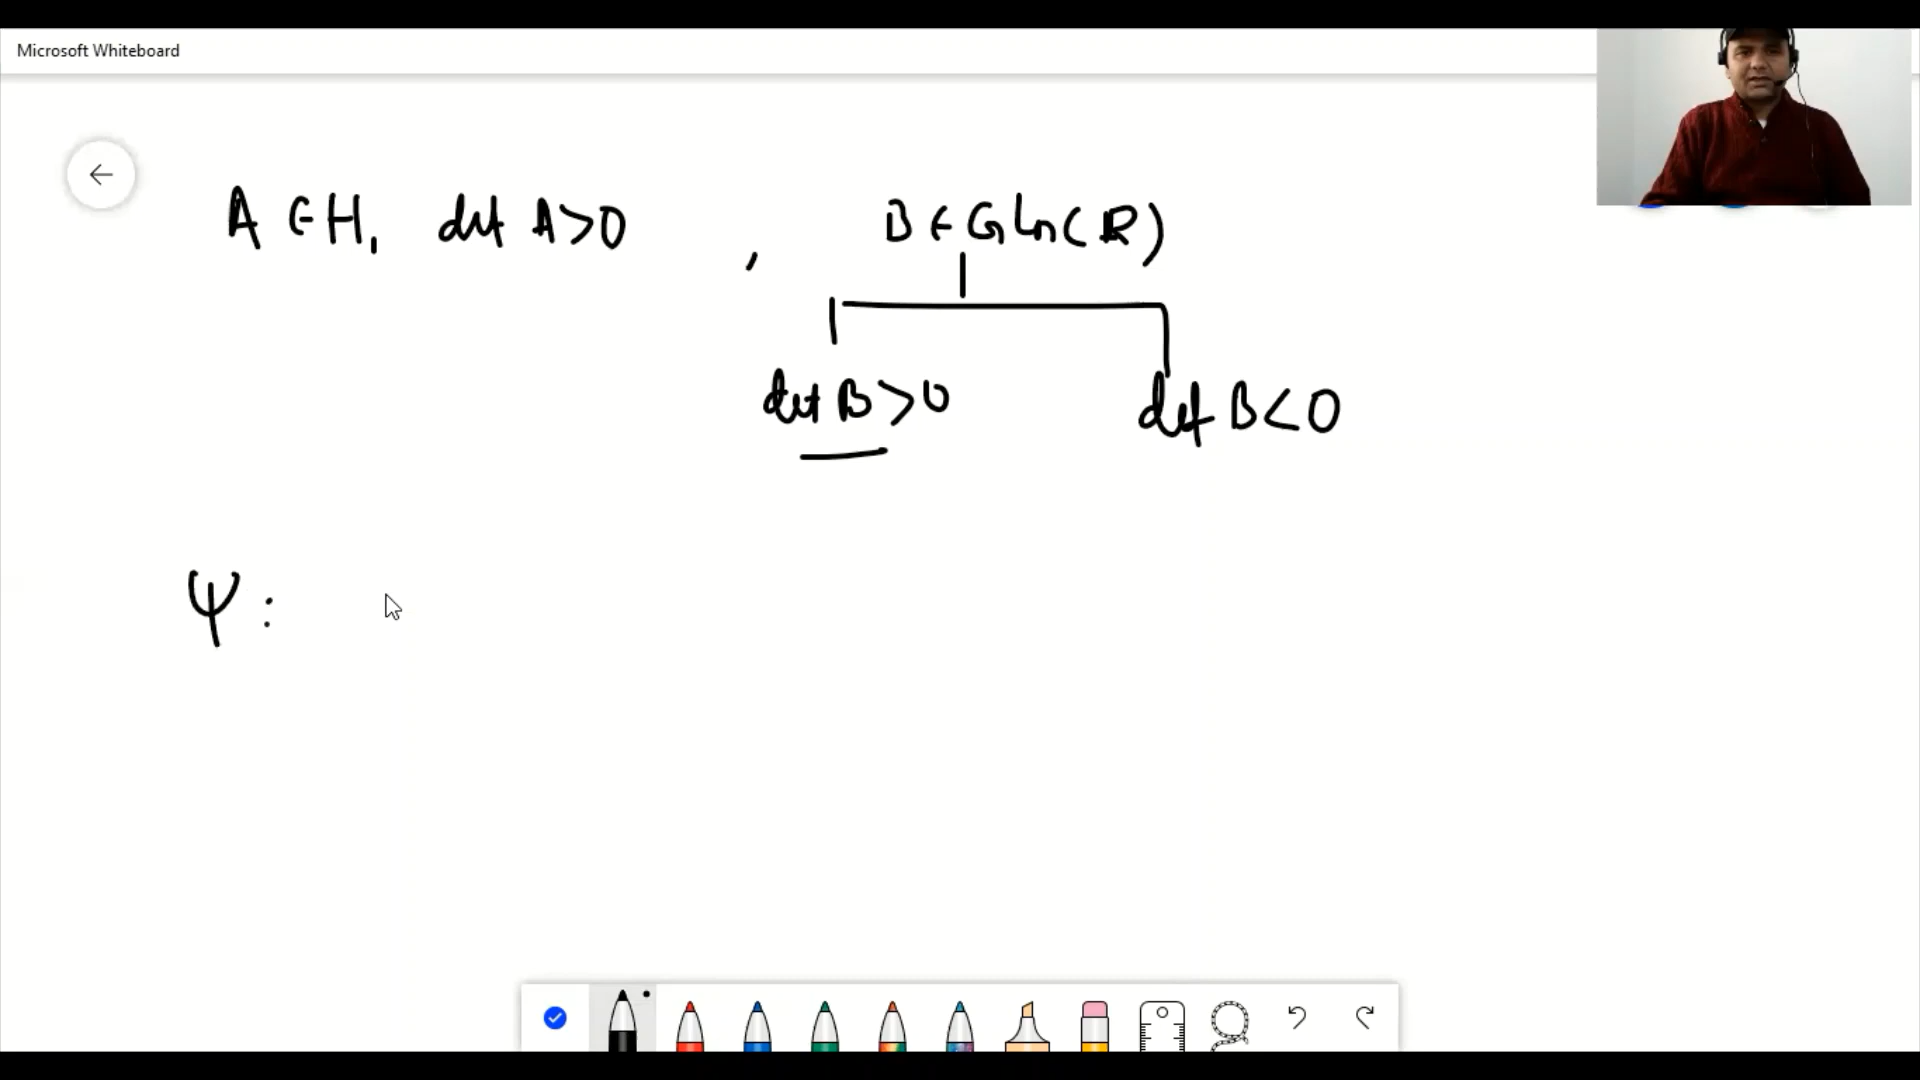 Microsoft Whiteboard
A ∈ H, det A>0 , B ∈ Gln(R)
det B>0 det B<0
Ψ :